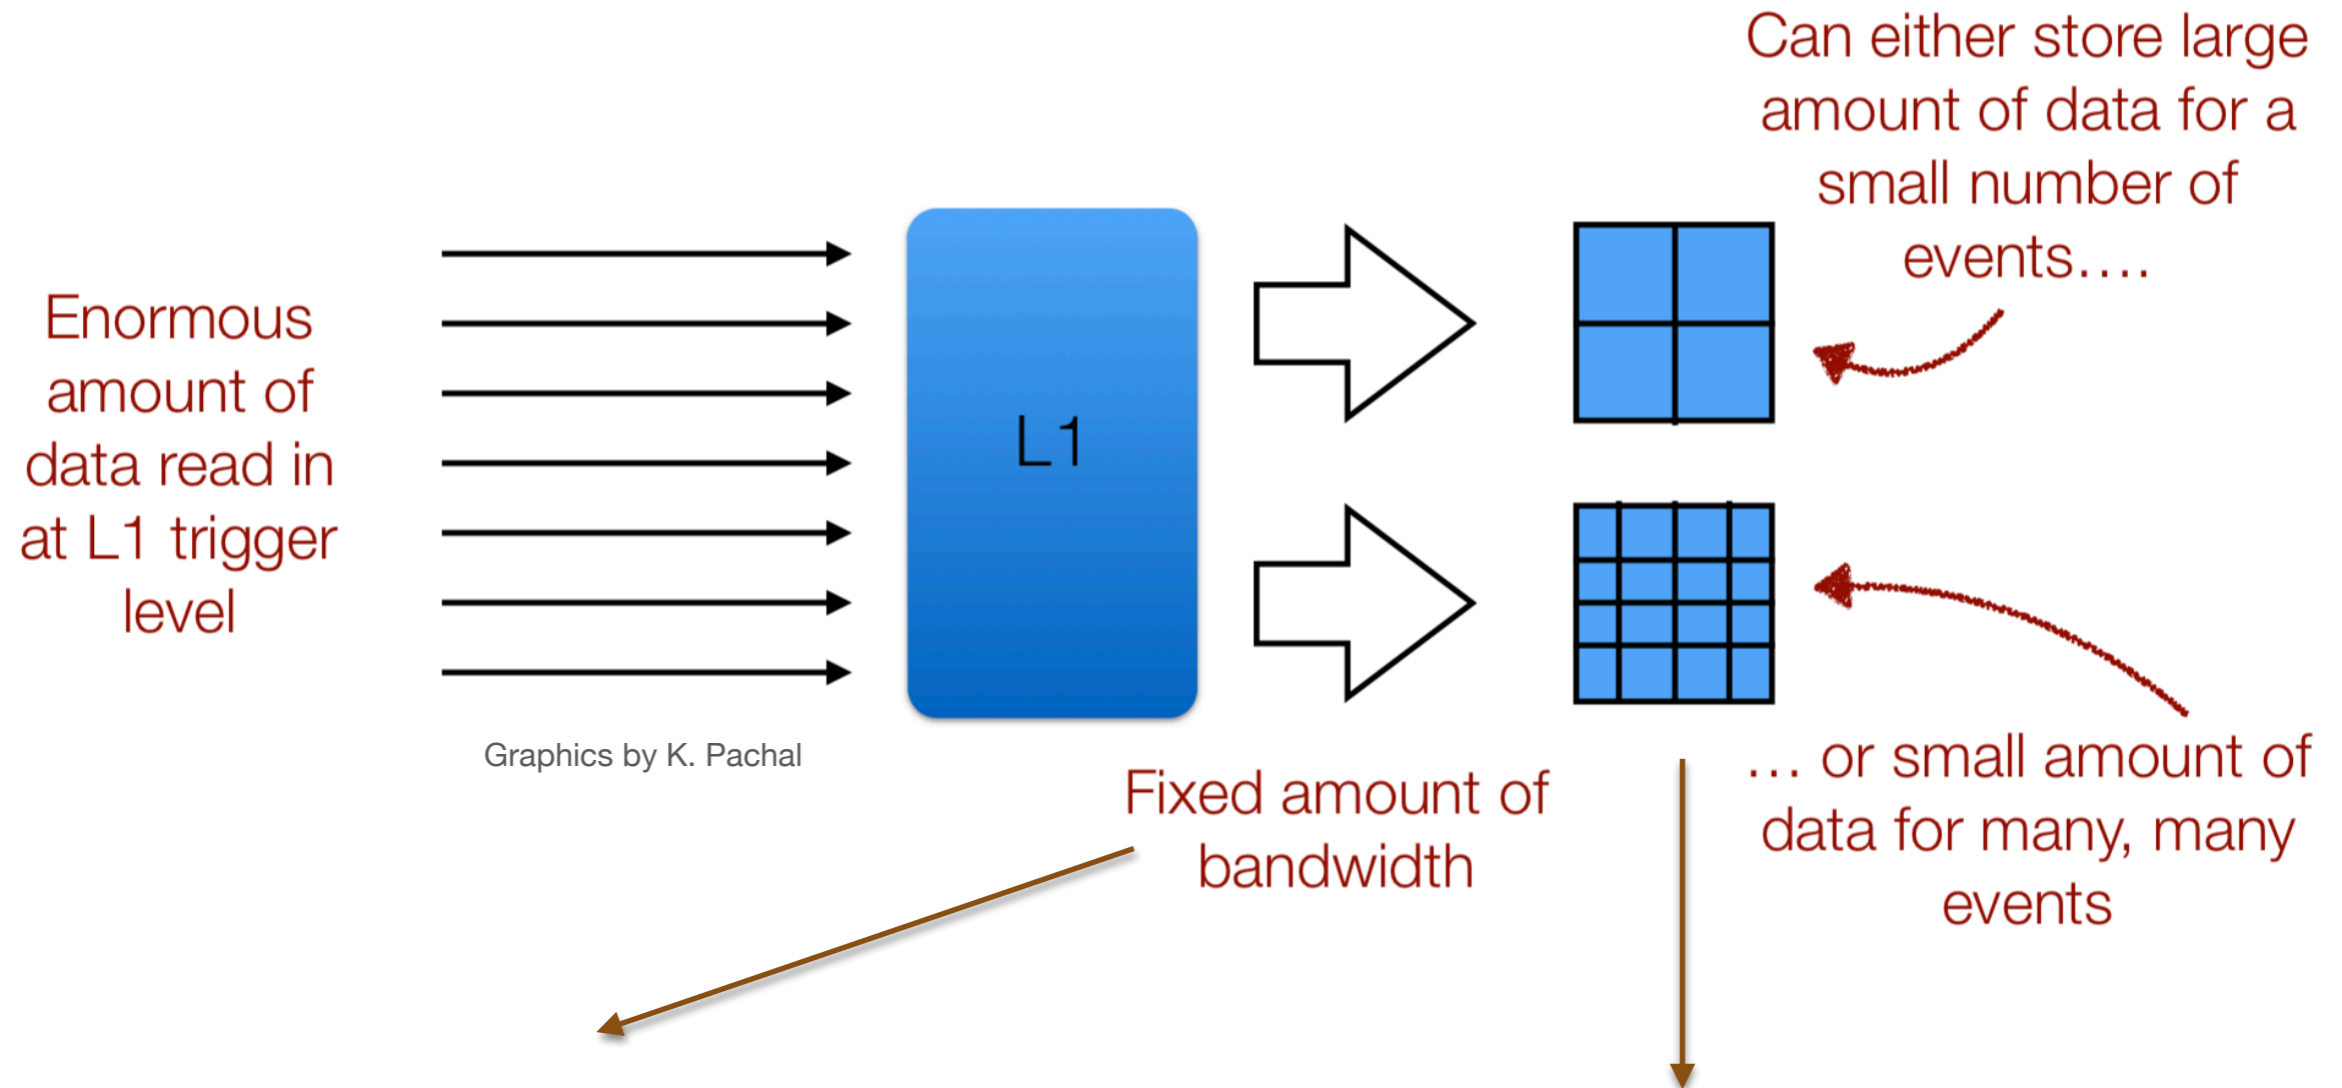 Can either store large
amount of data for a
small number of
events....
Enormous
amount of
data read in
at L1 trigger
level
L1
Graphics by K. Pachal
Fixed amount of
bandwidth
... or small amount of
data for many, many
events